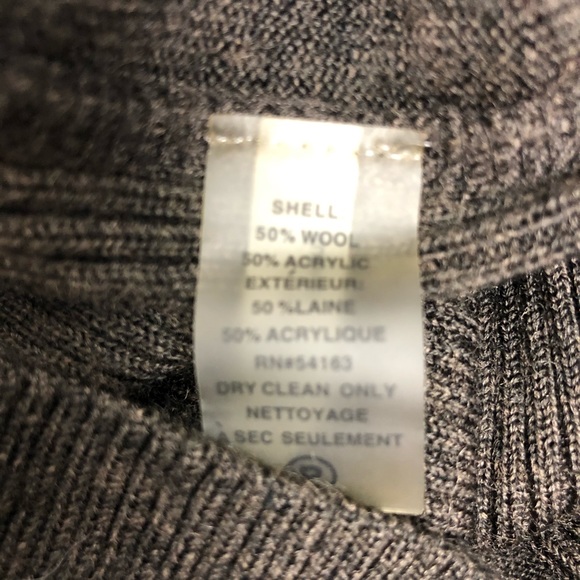 SHELL
50% WOOL
50% ACRYLIC
EXTÉRIEUR:
50 %LAINE
50% ACRYLIQUE
RN#54163
DRY CLEAN ONLY
NETTOYAGE
À SEC SEULEMENT